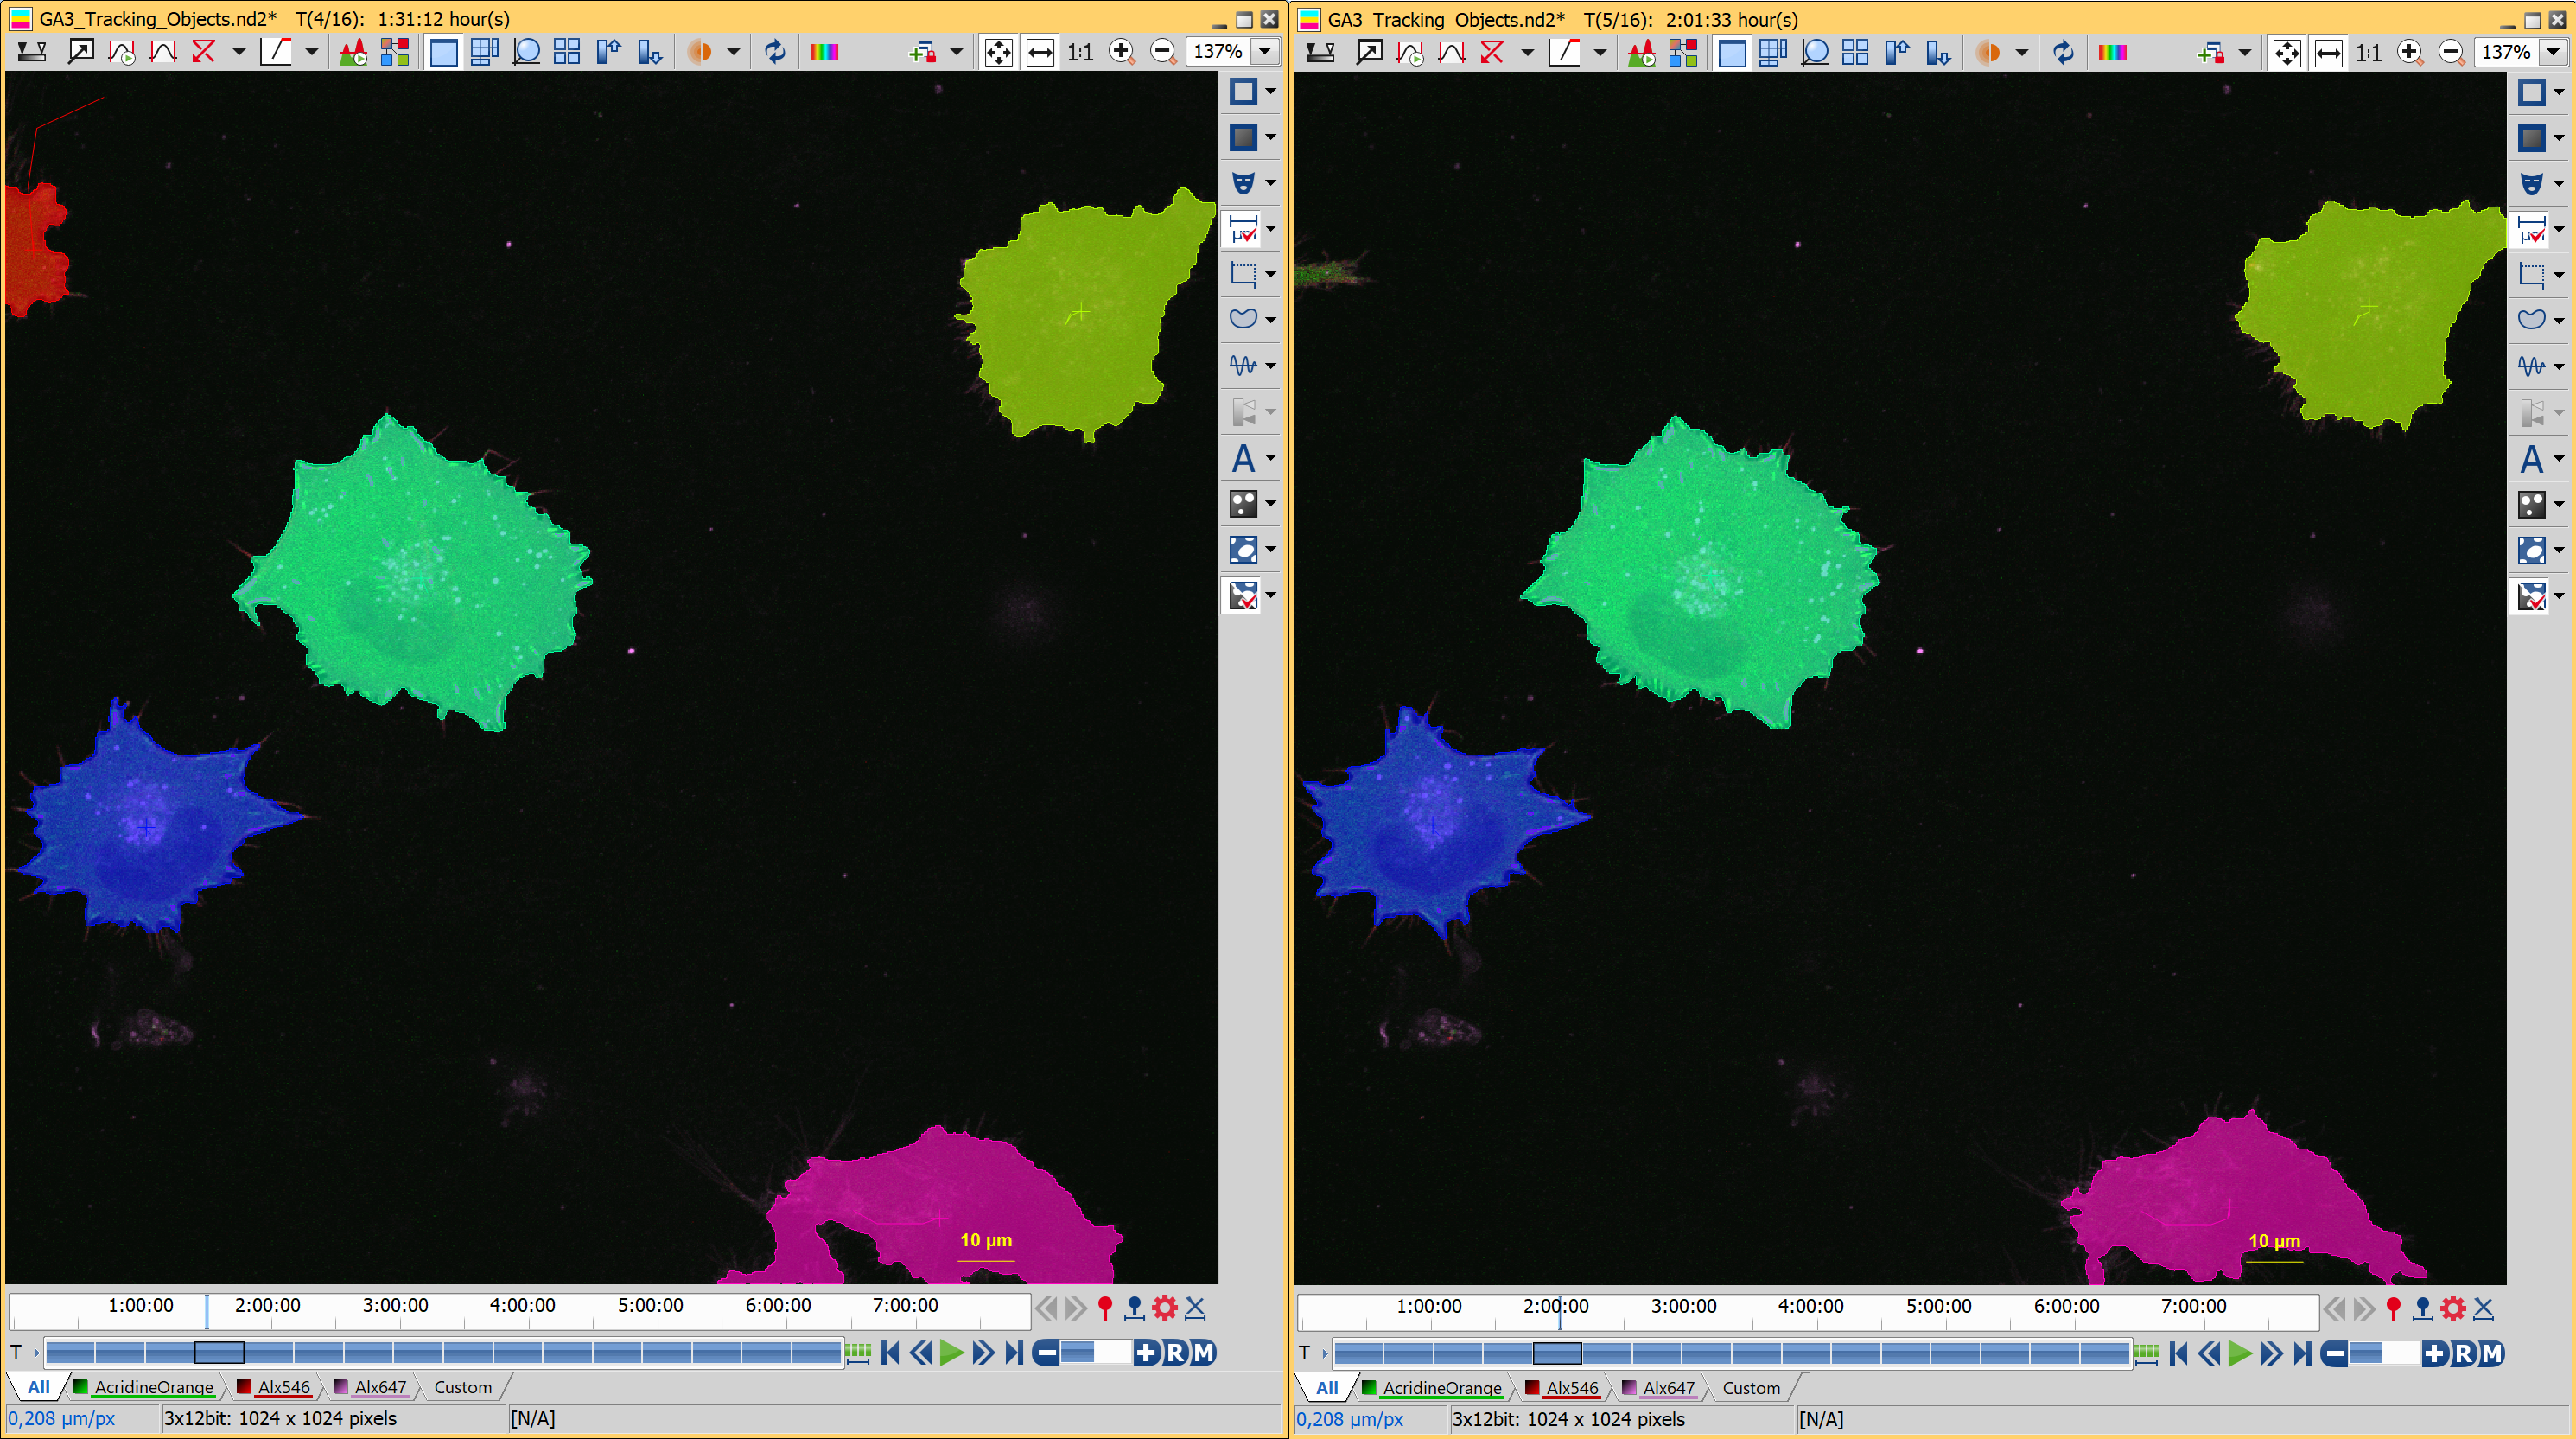 GA3_Tracking_Objects.nd2* T(4/16): 1:31:12 hour(s)
1:1 137%
A
10 µm
1:00:00 2:00:00 3:00:00 4:00:00 5:00:00 6:00:00 7:00:00
T R M
All AcridineOrange Alx546 Alx647 Custom
0,208 µm/px 3x12bit: 1024 x 1024 pixels [N/A]
GA3_Tracking_Objects.nd2* T(5/16): 2:01:33 hour(s)
1:1 137%
A
10 µm
1:00:00 2:00:00 3:00:00 4:00:00 5:00:00 6:00:00 7:00:00
T R M
All AcridineOrange Alx546 Alx647 Custom
0,208 µm/px 3x12bit: 1024 x 1024 pixels [N/A]